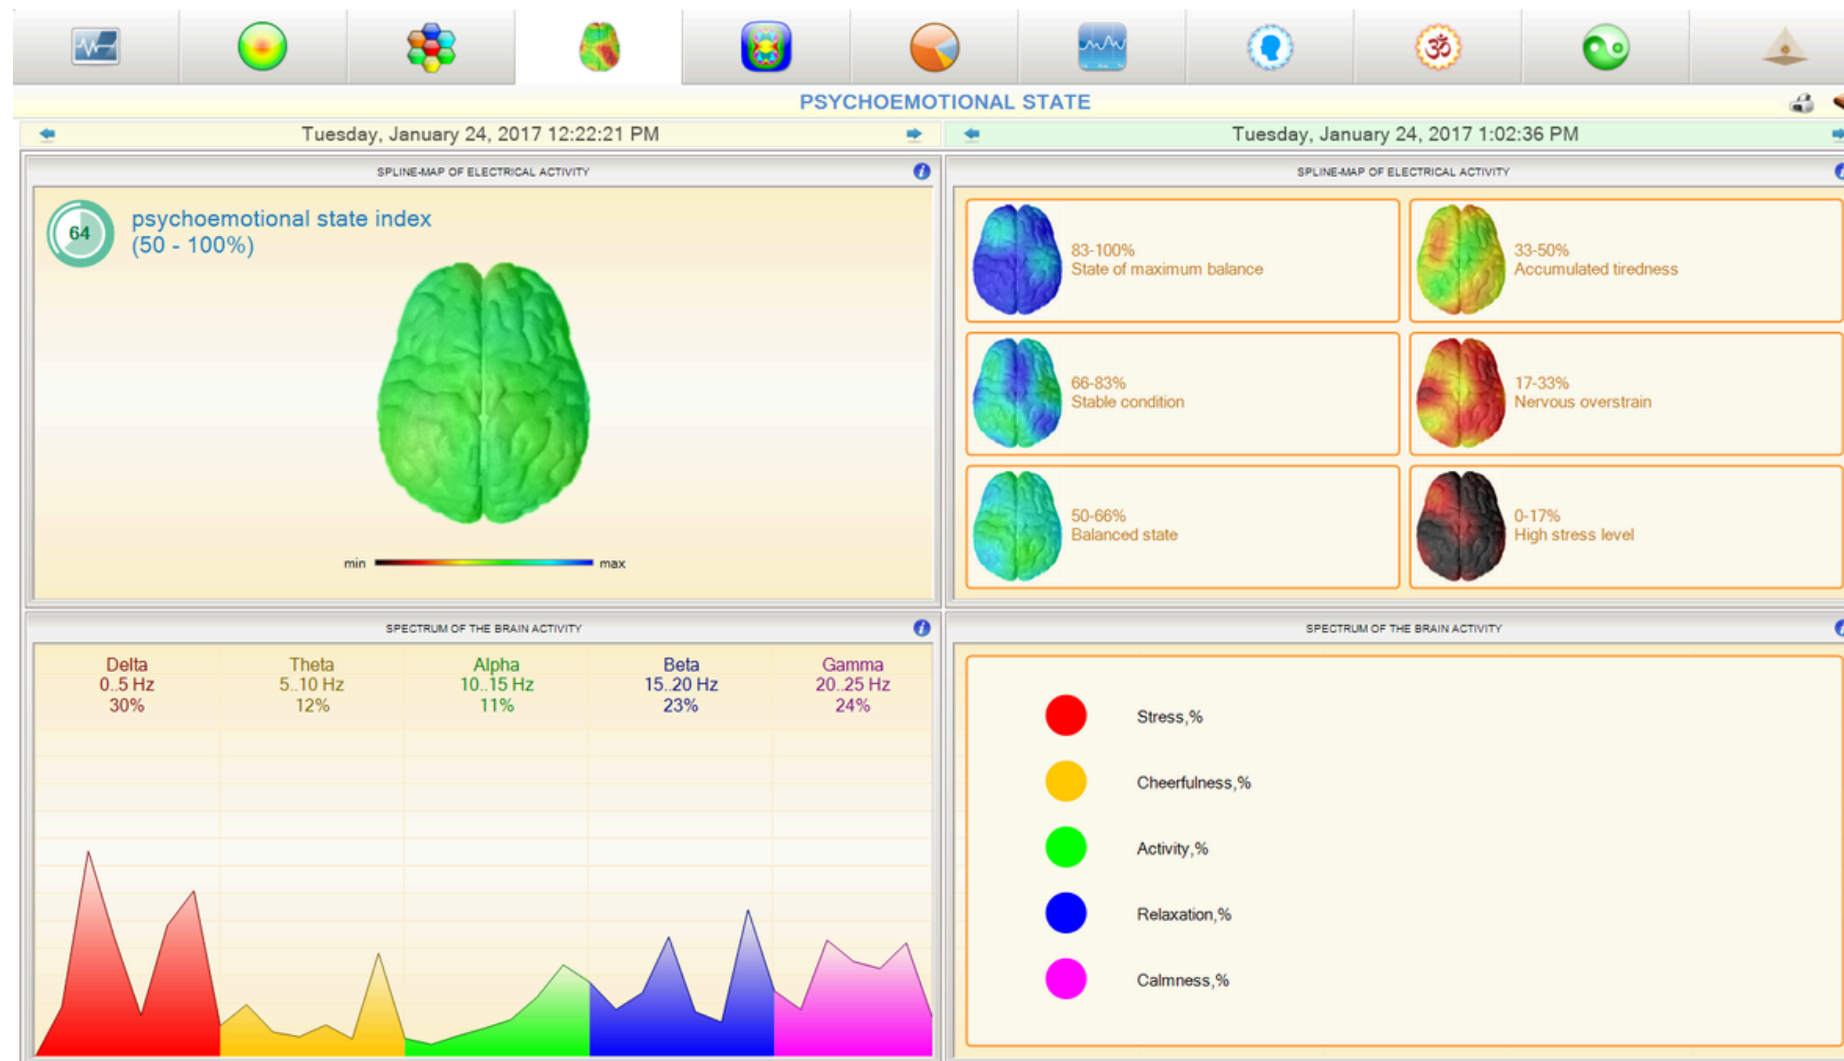 PSYCHOEMOTIONAL STATE
Tuesday, January 24, 2017 12:22:21 PM
Tuesday, January 24, 2017 1:02:36 PM
SPLINE-MAP OF ELECTRICAL ACTIVITY
64
psychoemotional state index
(50 - 100%)
min
max
SPLINE-MAP OF ELECTRICAL ACTIVITY
83-100%
State of maximum balance
33-50%
Accumulated tiredness
66-83%
Stable condition
17-33%
Nervous overstrain
50-66%
Balanced state
0-17%
High stress level
SPECTRUM OF THE BRAIN ACTIVITY
Delta
0..5 Hz
30%
Theta
5..10 Hz
12%
Alpha
10..15 Hz
11%
Beta
15..20 Hz
23%
Gamma
20..25 Hz
24%
SPECTRUM OF THE BRAIN ACTIVITY
Stress,%
Cheerfulness,%
Activity,%
Relaxation,%
Calmness,%